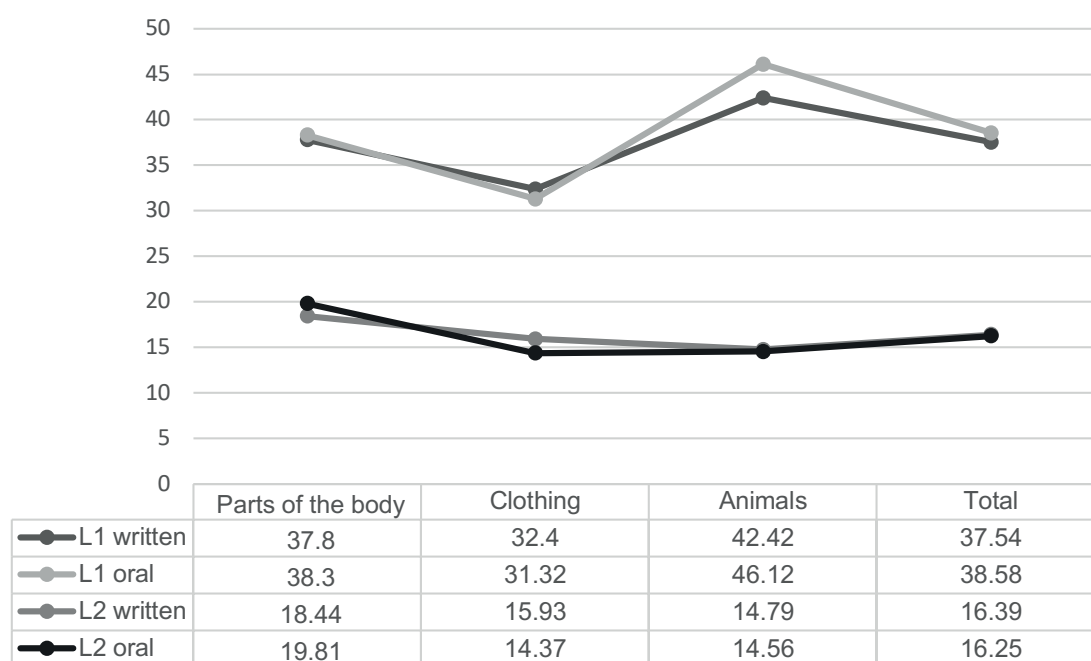 50
45
40
35
30
25
20
15
10
5
0
Parts of the body Clothing Animals Total
L1 written 37.8 32.4 42.42 37.54
L1 oral 38.3 31.32 46.12 38.58
L2 written 18.44 15.93 14.79 16.39
L2 oral 19.81 14.37 14.56 16.25